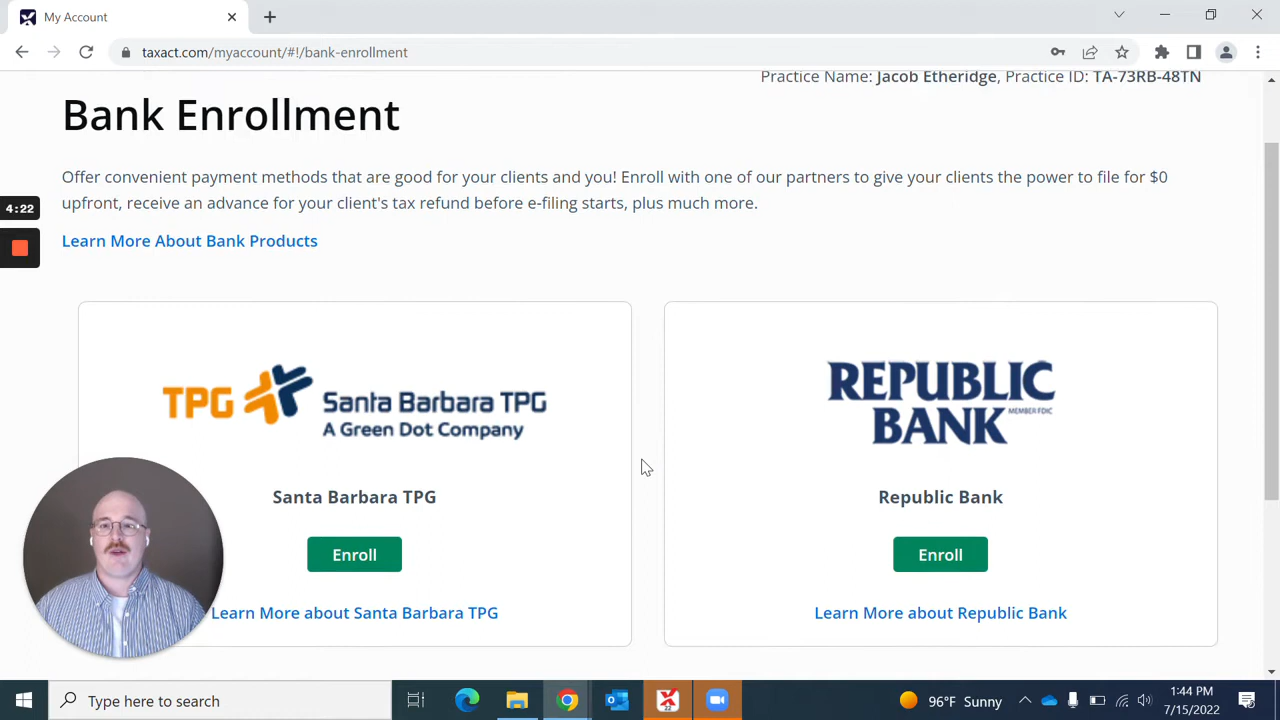 My Account
taxact.com/myaccount/#!/bank-enrollment
Practice Name: Jacob Etheridge, Practice ID: TA-73RB-48TN
Bank Enrollment
Offer convenient payment methods that are good for your clients and you! Enroll with one of our partners to give your clients the power to file for $0
upfront, receive an advance for your client's tax refund before e-filing starts, plus much more.
4:22
Learn More About Bank Products
TPG Santa Barbara TPG
A Green Dot Company
Santa Barbara TPG
Enroll
Learn More about Santa Barbara TPG
REPUBLIC
BANK MEMBER FDIC
Republic Bank
Enroll
Learn More about Republic Bank
Type here to search
22
96°F Sunny
1:44 PM
7/15/2022